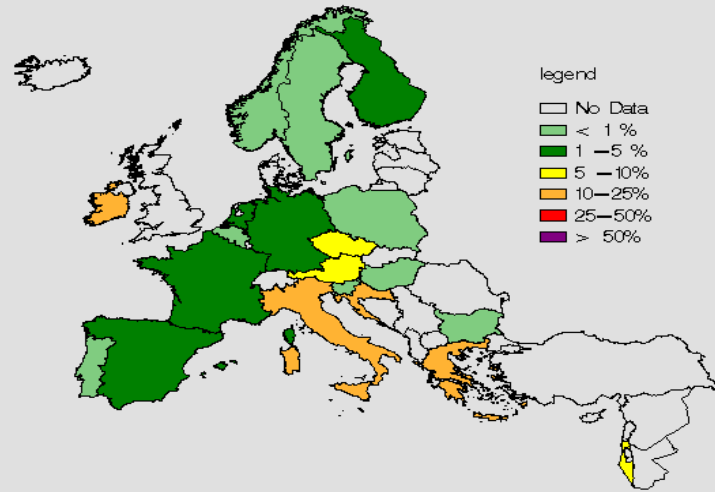 legend
No Data
< 1 %
1 –5 %
5 –10%
10–25%
25–50%
> 50%